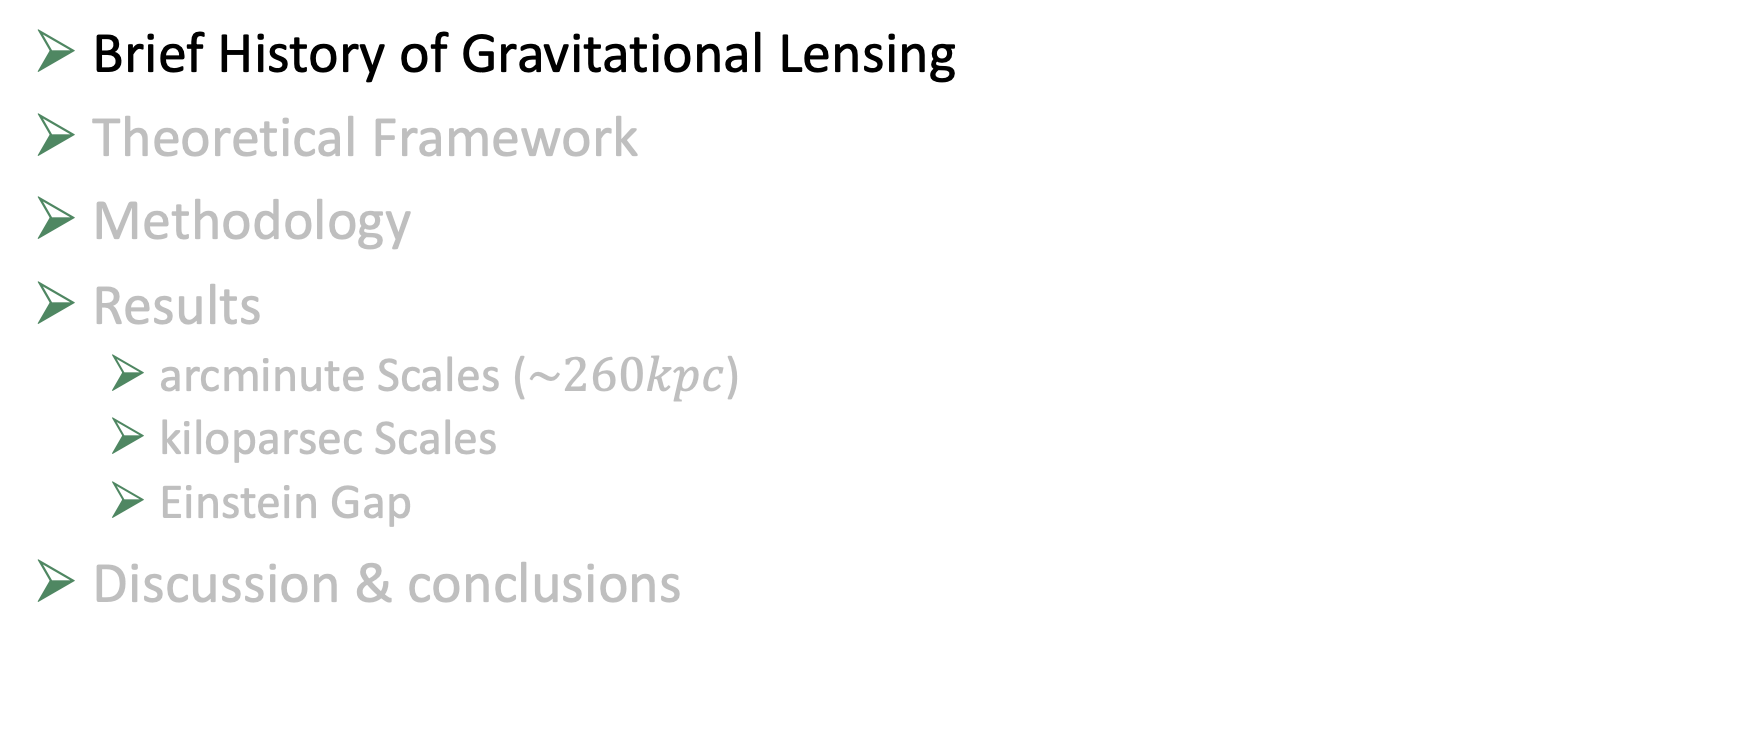 Brief History of Gravitational Lensing
Theoretical Framework
Methodology
Results
arcminute Scales (~260kpc)
kiloparsec Scales
Einstein Gap
Discussion & conclusions